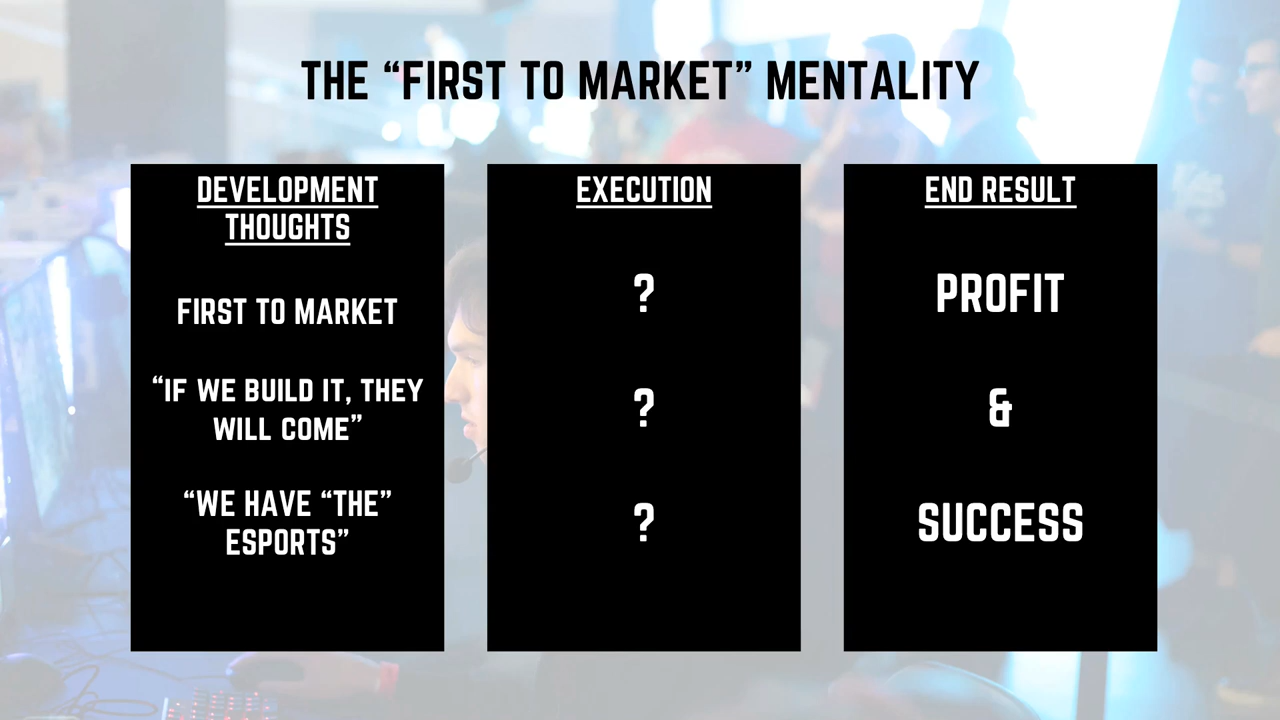 THE “FIRST TO MARKET” MENTALITY
DEVELOPMENT
THOUGHTS
FIRST TO MARKET
“IF WE BUILD IT, THEY
WILL COME”
“WE HAVE “THE”
ESPORTS”
EXECUTION
?
?
?
END RESULT
PROFIT
&
SUCCESS